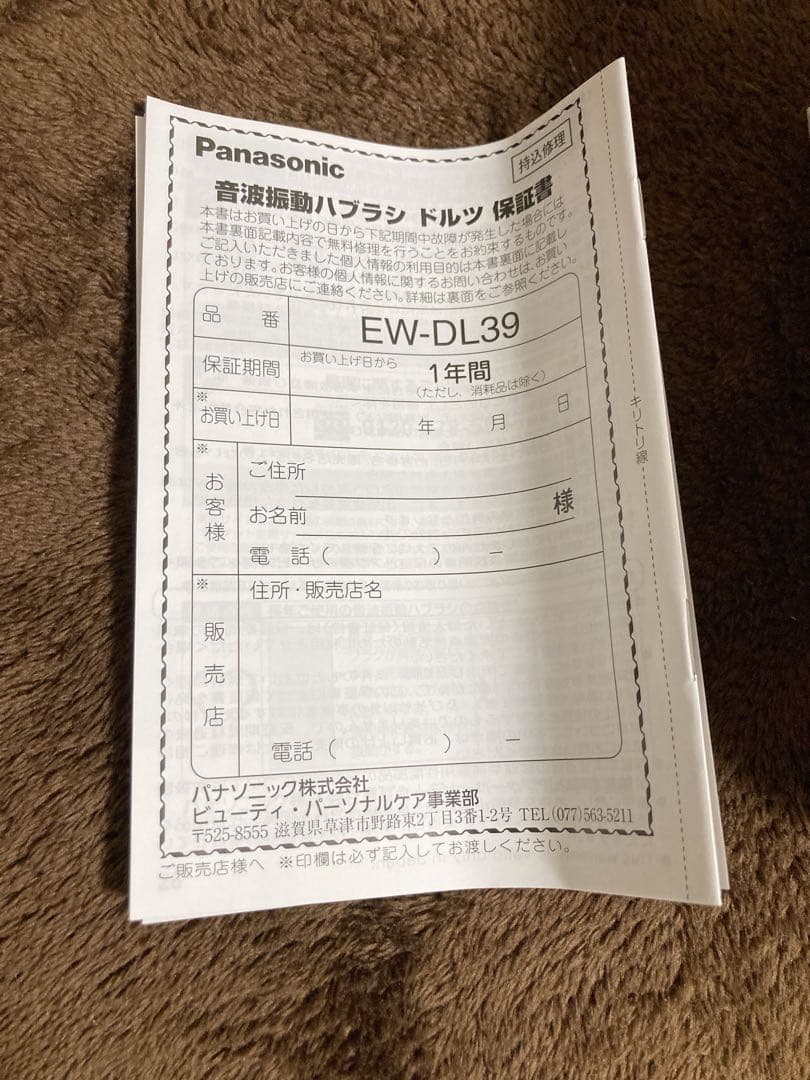 Panasonic
持込修理
音波振動ハブラシ ドルツ 保証書
本書はお買い上げの日から下記期間中故障が発生した場合には
本書裏面記載内容で無料修理を行うことをお約束するものです。
ご記入いただきました個人情報の利用目的は本書裏面に記載し
ております。お客様の個人情報に関するお問い合わせは、お買い
上げの販売店にご連絡ください。詳細は裏面をご参照ください。
品 番 EW-DL39
保証期間 お買い上げ日から 1年間
(ただし、消耗品は除く)
※お買い上げ日 年 月 日
※お客様
ご住所
お名前 様
電 話( ) －
※販売店
住所・販売店名
電話( ) －
パナソニック株式会社
ビューティ・パーソナルケア事業部
〒525-8555 滋賀県草津市野路東2丁目3番1-2号 TEL(077)563-5211
ご販売店様へ ※印欄は必ず記入してお渡しください。
キリトリ線